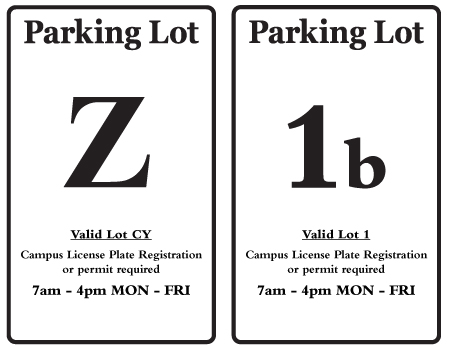 Parking Lot
Z
Valid Lot CY
Campus License Plate Registration
or permit required
7am - 4pm MON - FRI
Parking Lot
1b
Valid Lot 1
Campus License Plate Registration
or permit required
7am - 4pm MON - FRI